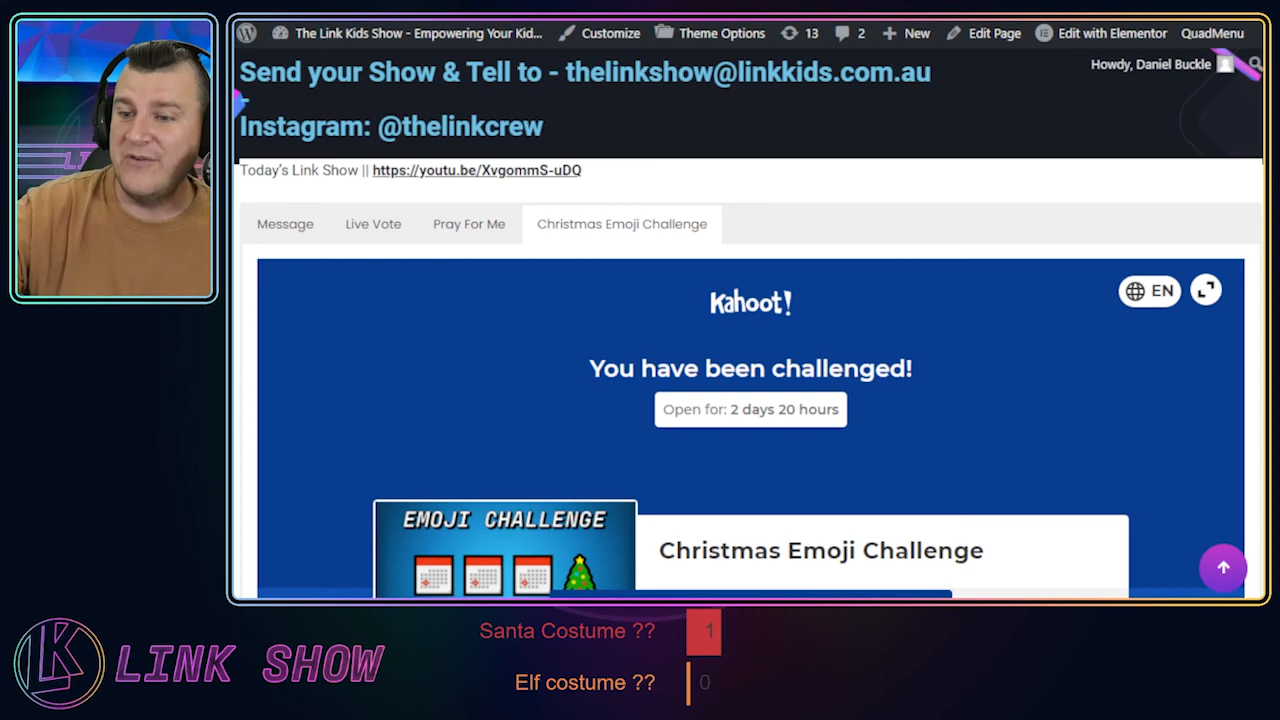 The Link Kids Show - Empowering Your Kid...
Customize
Theme Options
13
2
New
Edit Page
Edit with Elementor
QuadMenu
Howdy, Daniel Buckle
Send your Show & Tell to - thelinkshow@linkkids.com.au
-
Instagram: @thelinkcrew
Today's Link Show || https://youtu.be/XvgommS-uDQ
Message
Live Vote
Pray For Me
Christmas Emoji Challenge
Kahoot!
EN
You have been challenged!
Open for: 2 days 20 hours
EMOJI CHALLENGE
Christmas Emoji Challenge
LK
LINK SHOW
Santa Costume ??
1
Elf costume ??
0